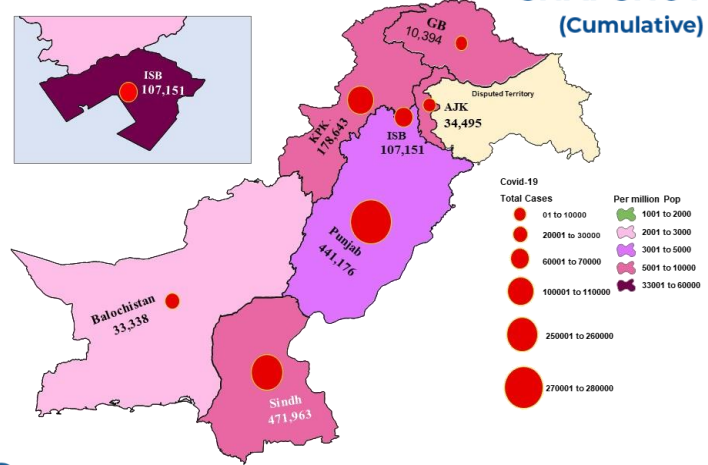 (Cumulative)
ISB
107,151
GB
10,394
Disputed Territory
AJK
34,495
KPK
178,643
ISB
107,151
Punjab
441,176
Balochistan
33,338
Sindh
471,963
Covid-19
Total Cases
01 to 10000
20001 to 30000
60001 to 70000
100001 to 110000
250001 to 260000
270001 to 280000
Per million Pop
1001 to 2000
2001 to 3000
3001 to 5000
5001 to 10000
33001 to 60000